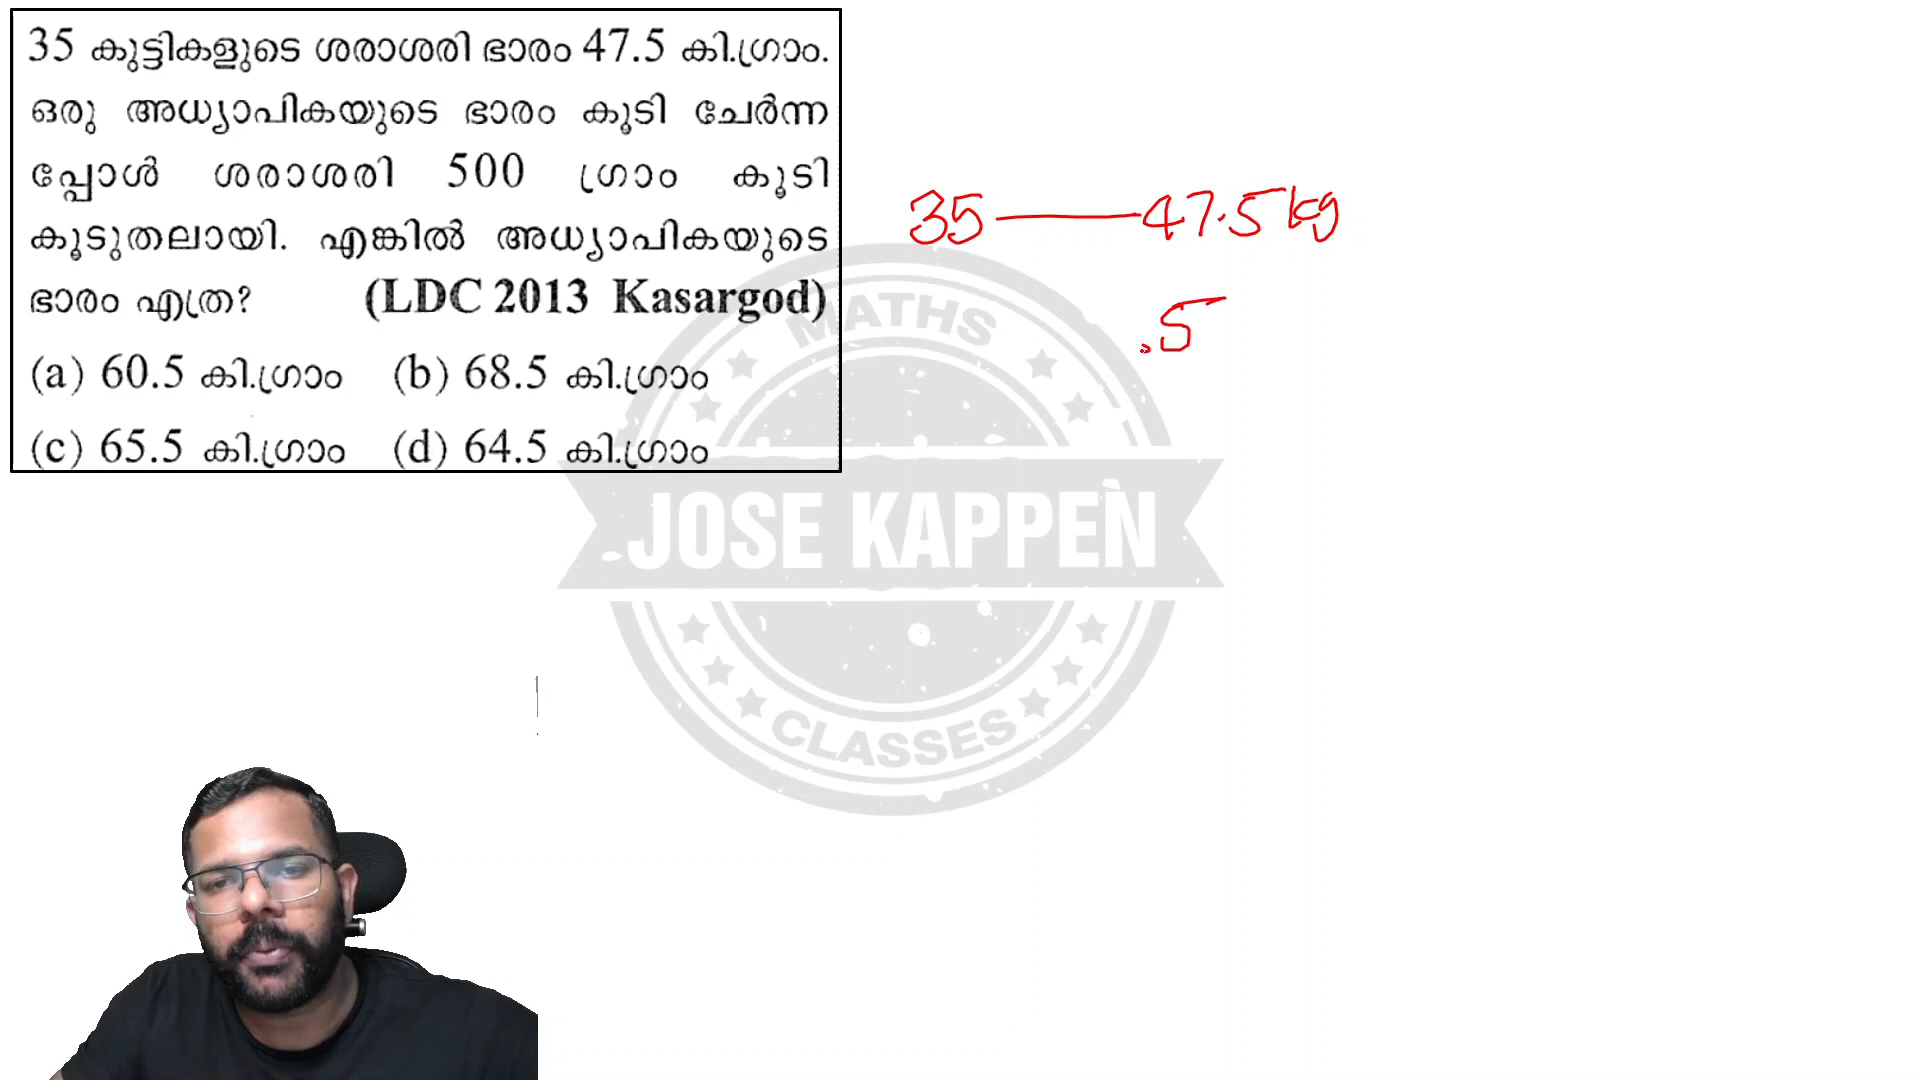 35 കുട്ടികളുടെ ശരാശരി ഭാരം 47.5 കി.ഗ്രാം.
ഒരു അധ്യാപികയുടെ ഭാരം കൂടി ചേർന്ന
പ്പോൾ ശരാശരി 500 ഗ്രാം കൂടി
കൂടുതലായി. എങ്കിൽ അധ്യാപികയുടെ
ഭാരം എത്ര? (LDC 2013 Kasargod)
(a) 60.5 കി.ഗ്രാം (b) 68.5 കി.ഗ്രാം
(c) 65.5 കി.ഗ്രാം (d) 64.5 കി.ഗ്രാം
35 — 47.5 kg
.5
MATHS
JOSE KAPPEN
CLASSES